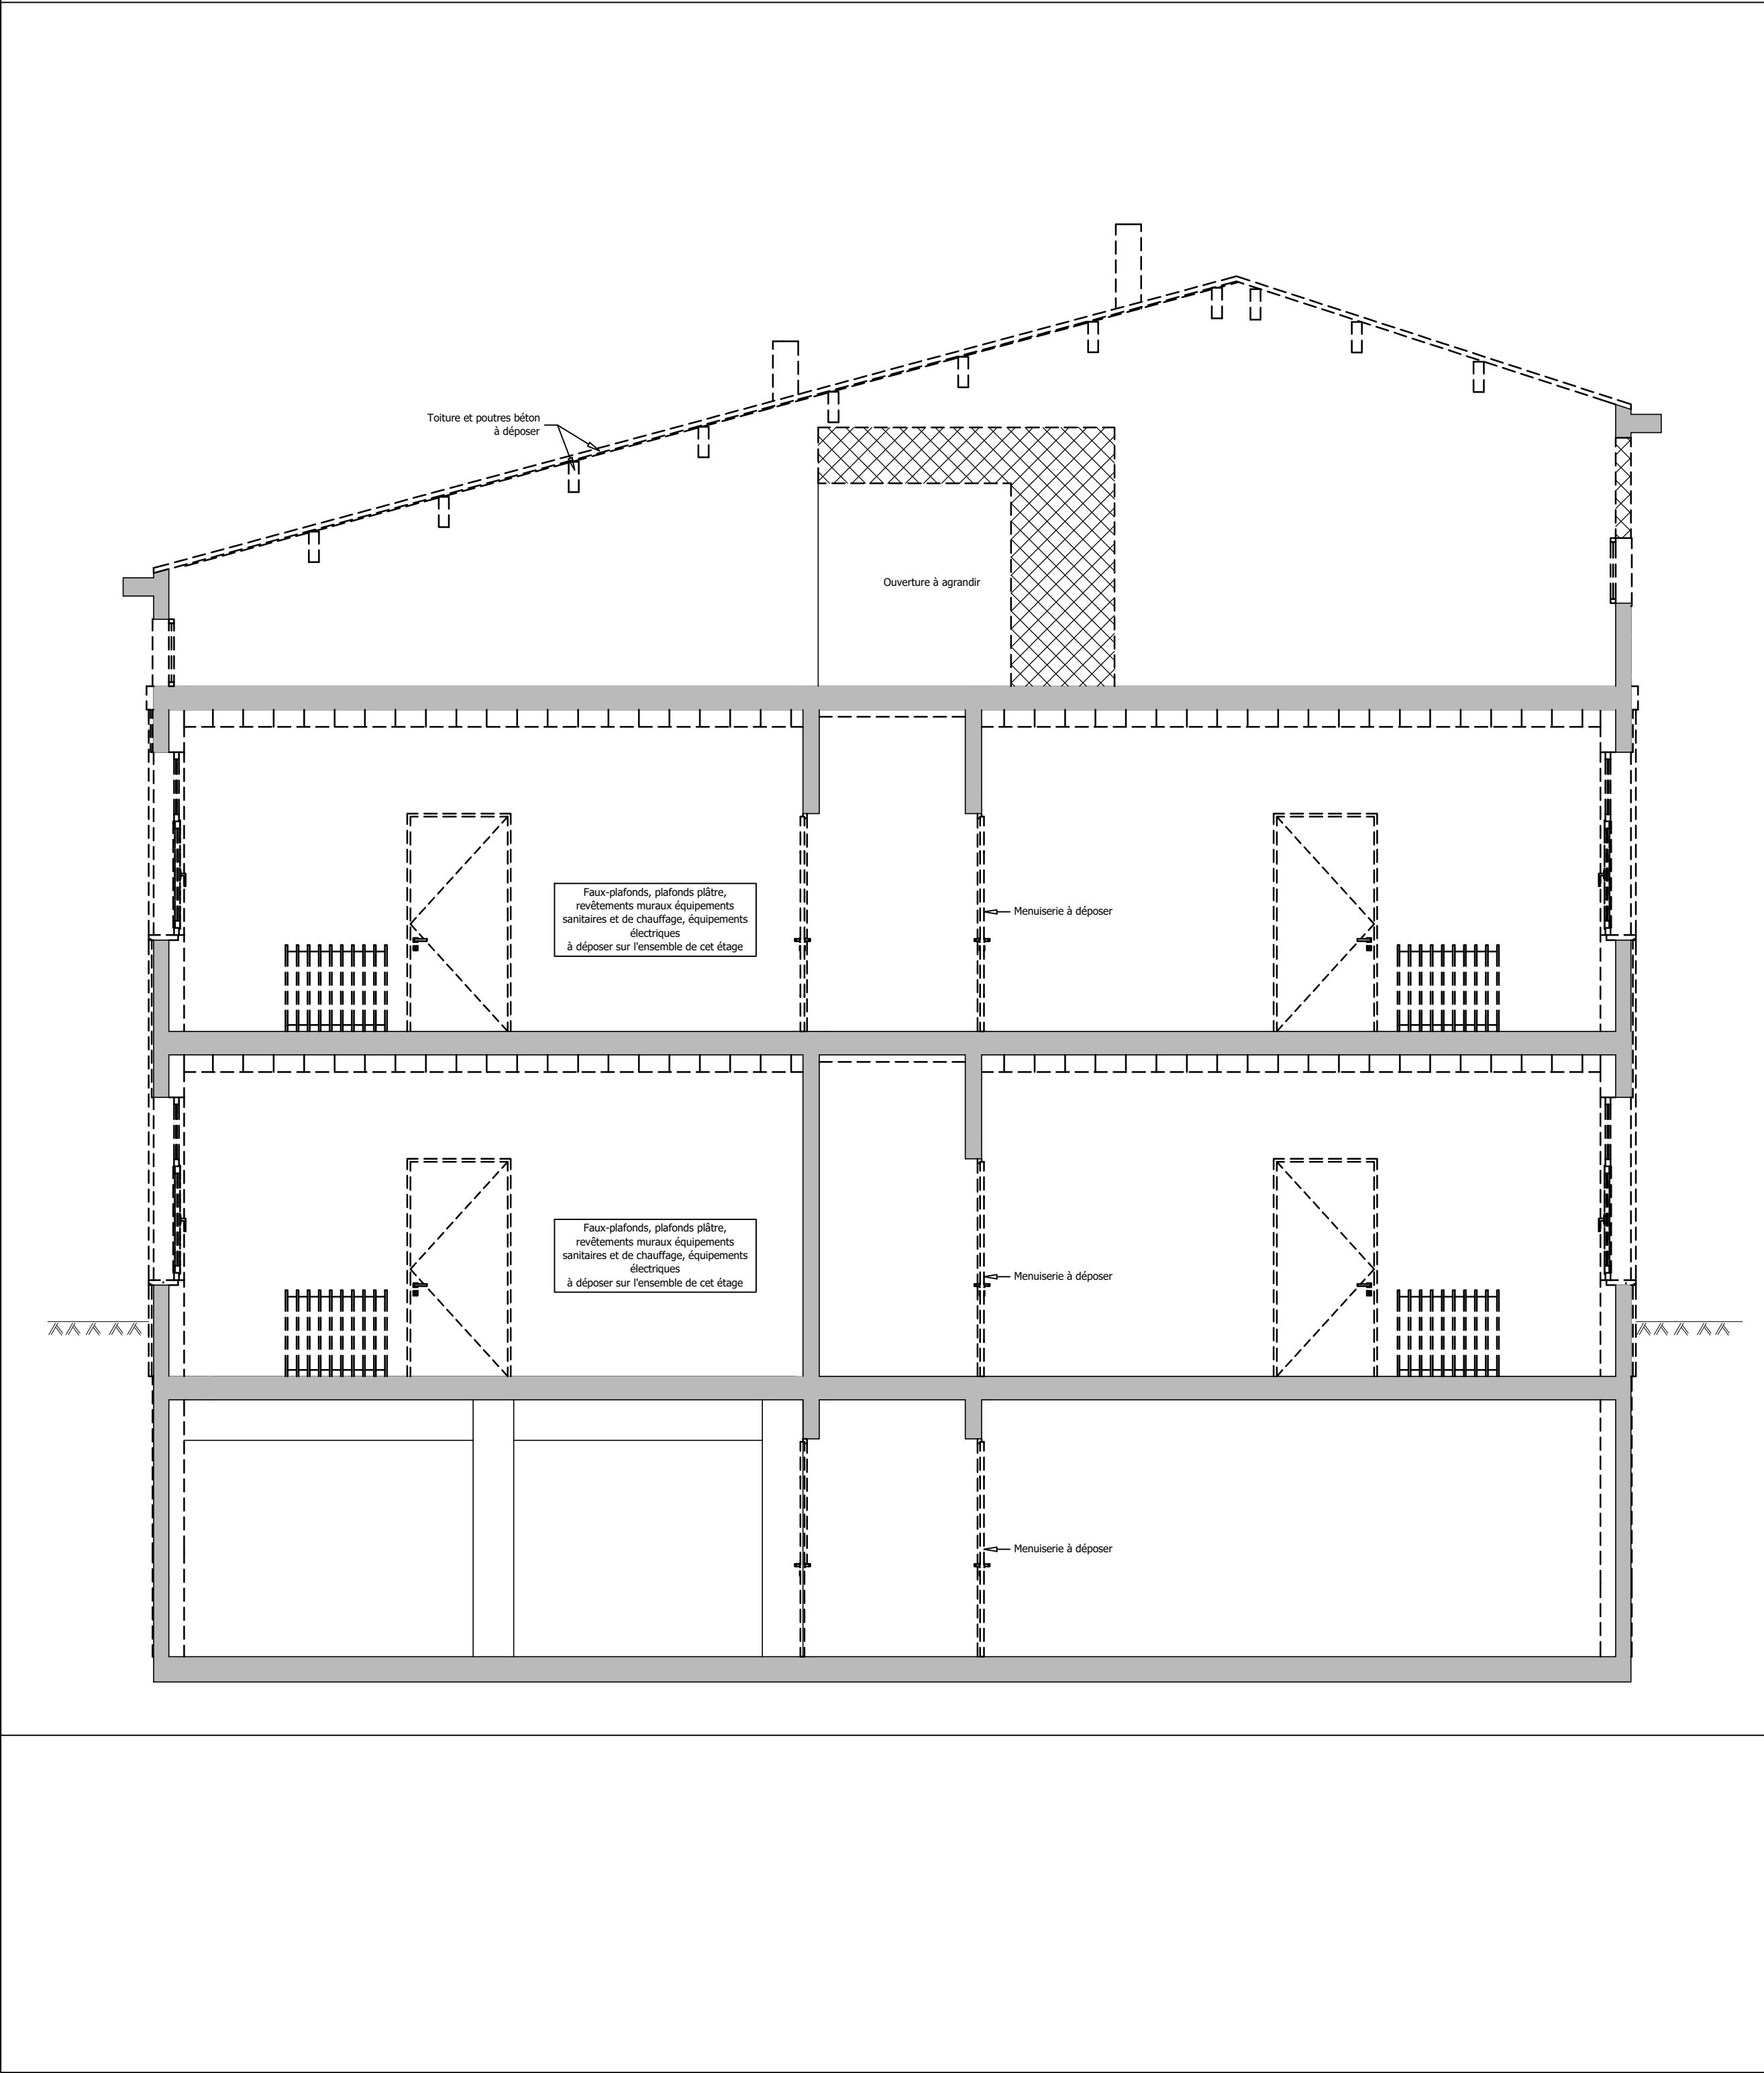 Toiture et poutres béton
à déposer
Ouverture à agrandir
Faux-plafonds, plafonds plâtre,
revêtements muraux équipements
sanitaires et de chauffage, équipements
électriques
à déposer sur l'ensemble de cet étage
Menuiserie à déposer
Faux-plafonds, plafonds plâtre,
revêtements muraux équipements
sanitaires et de chauffage, équipements
électriques
à déposer sur l'ensemble de cet étage
Menuiserie à déposer
Menuiserie à déposer